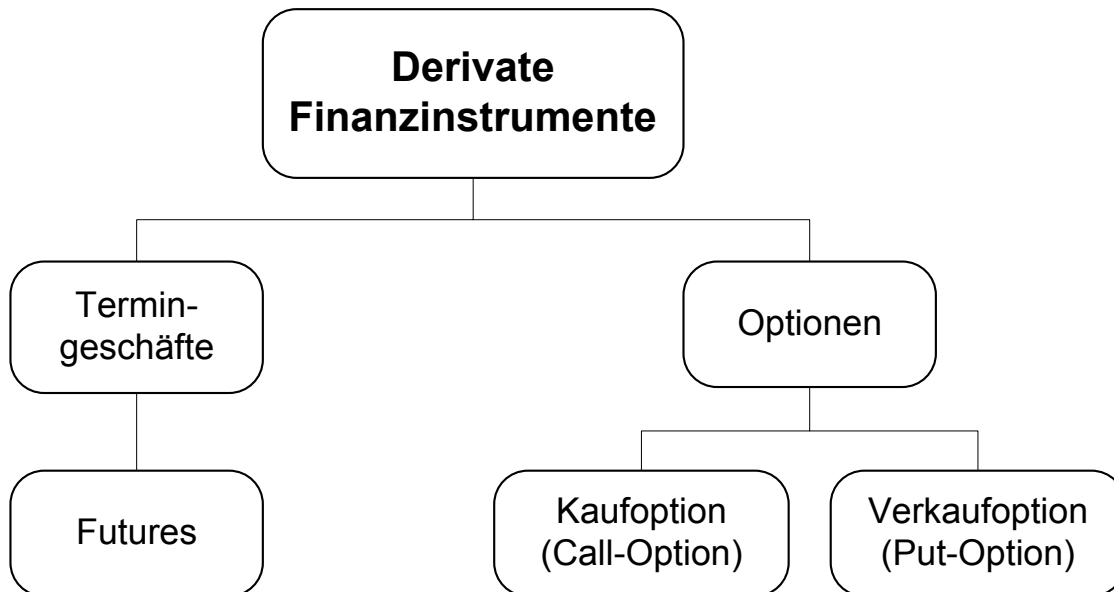 Derivate
Finanzinstrumente
Termin-
geschäfte
Optionen
Futures
Kaufoption
(Call-Option)
Verkaufoption
(Put-Option)